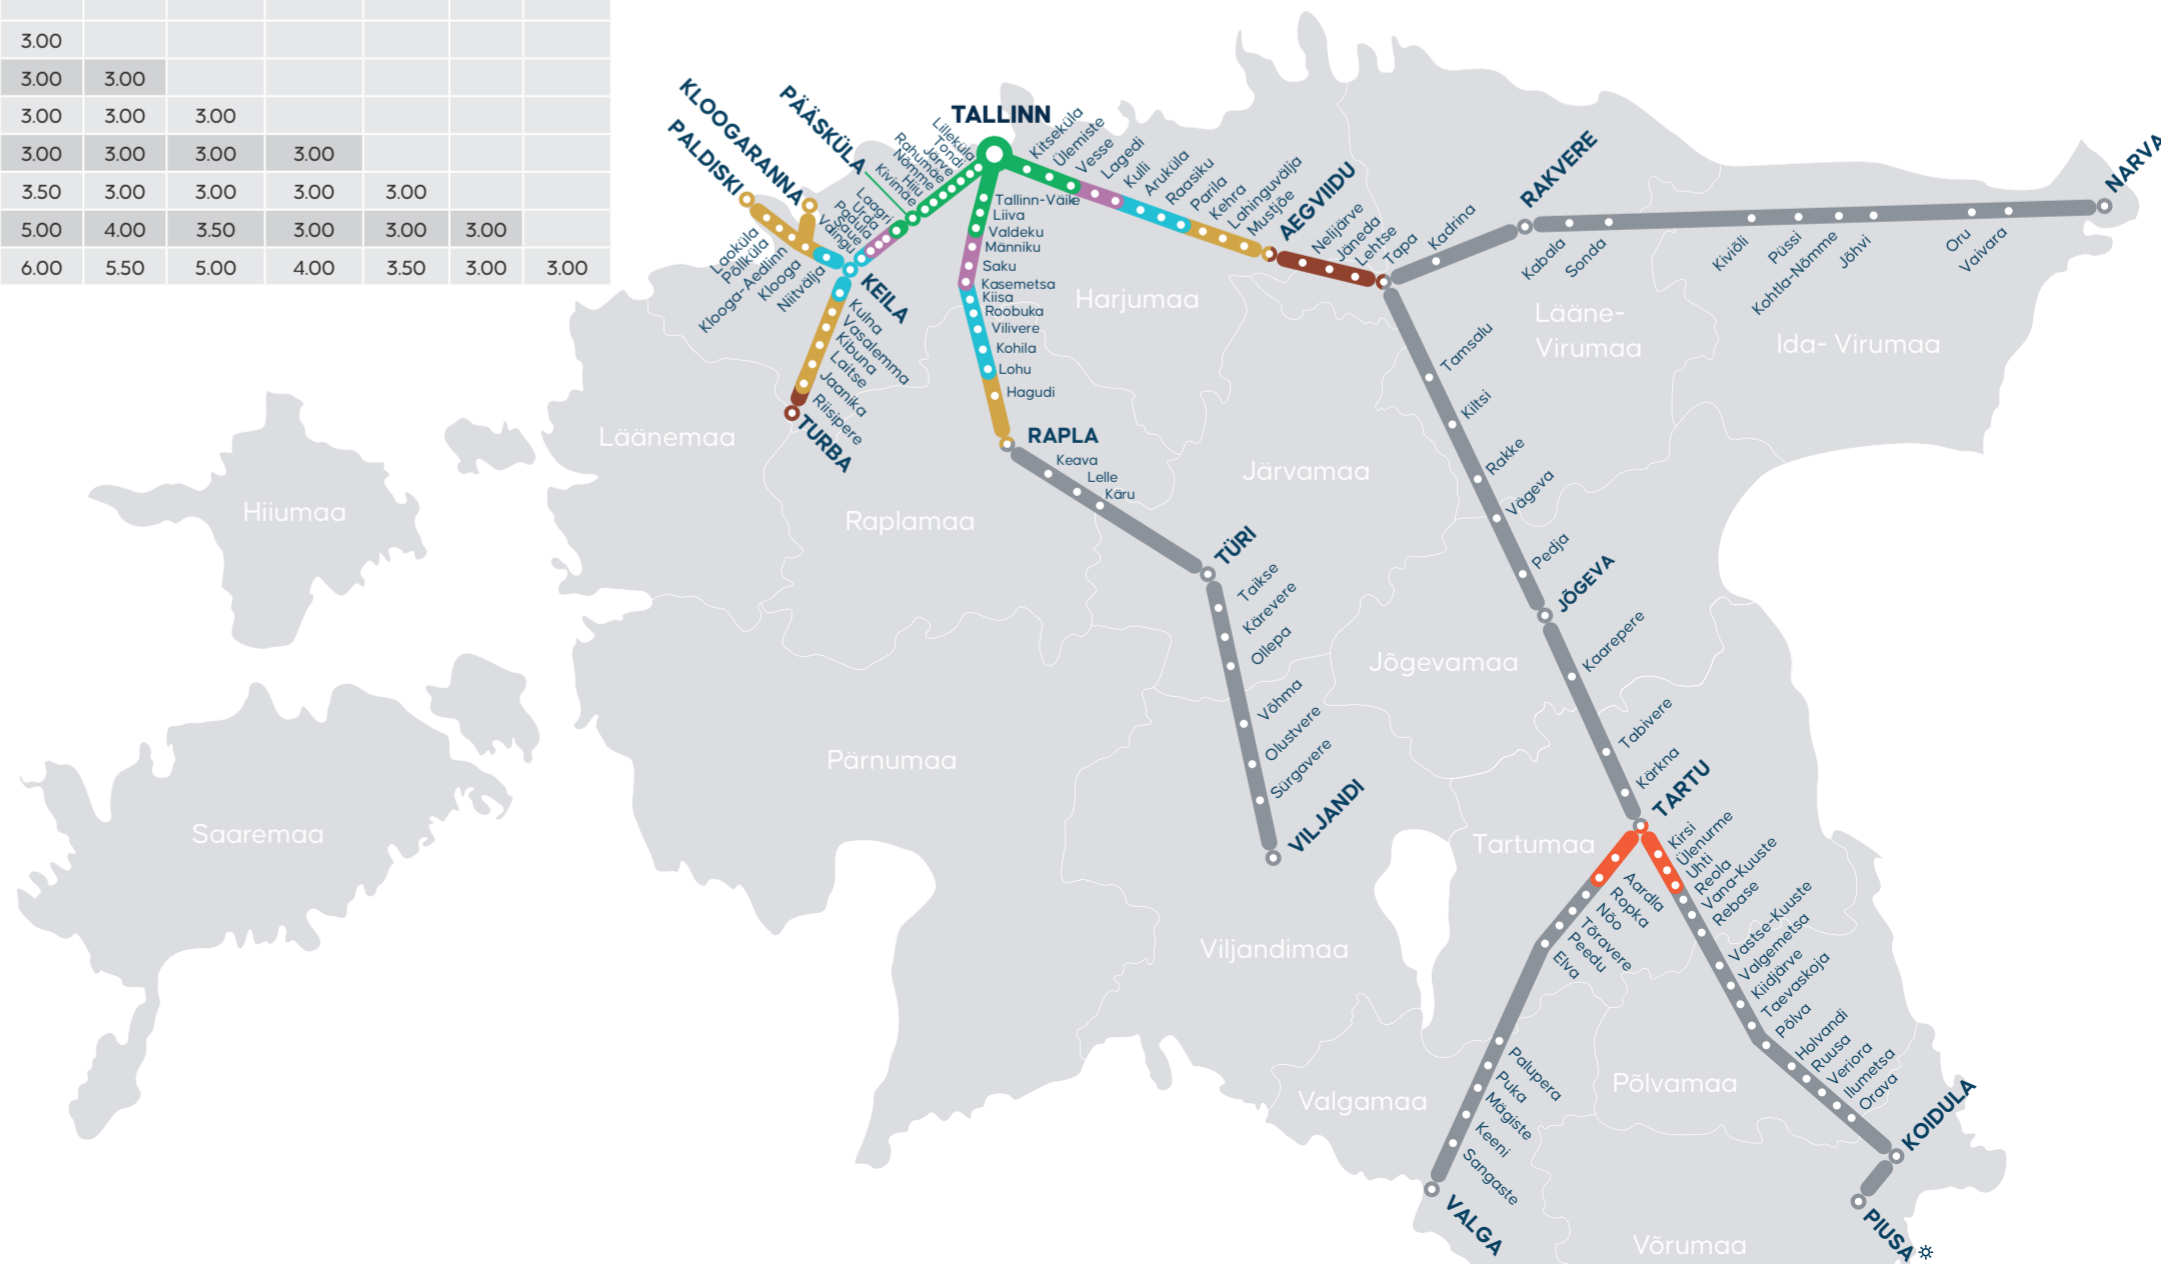 3.00
3.00 3.00
3.00 3.00 3.00
3.00 3.00 3.00 3.00
3.50 3.00 3.00 3.00 3.00
5.00 4.00 3.50 3.00 3.00 3.00
6.00 5.50 5.00 4.00 3.50 3.00 3.00
KLOOGARANNA
PALDISKI
PÄÄSKÜLA
TALLINN
Lilleküla
Tondi
Järve
Rahumäe
Nõmme
Hiiu
Kivimäe
Laagri
Urda
Padula
Saue
Valingu
KEILA
Laoküla
Põllküla
Klooga-Aedlinn
Klooga
Niitvälja
Kulna
Vasalemma
Kibuna
Laitse
Jaanika
Riisipere
TURBA
Tallinn-Väike
Liiva
Valdeku
Männiku
Saku
Kasemetsa
Kiisa
Roobuka
Vilivere
Kohila
Lohu
Hagudi
RAPLA
Keava
Lelle
Käru
TÜRI
Taikse
Kärevere
Ollepa
Võhma
Olustvere
Sürgavere
VILJANDI
Kitseküla
Ülemiste
Vesse
Lagedi
Kulli
Aruküla
Raasiku
Parila
Kehra
Lahinguvälja
Mustjõe
AEGVIIDU
Nelijärve
Jäneda
Lehtse
Tapa
Kadrina
RAKVERE
Kabala
Sonda
Kiviõli
Püssi
Kohtla-Nõmme
Jõhvi
Oru
Vaivara
NARVA
Tamsalu
Kiltsi
Rakke
Vägeva
Pedja
JÕGEVA
Kaarepere
Tabivere
Kärkna
TARTU
Aardla
Ropka
Nõo
Tõravere
Peedu
Elva
Palupera
Puka
Mägiste
Keeni
Sangaste
VALGA
Kirsi
Ülenurme
Uhti
Reola
Vana-Kuuste
Rebase
Vastse-Kuuste
Valgemetsa
Kiidjärve
Taevaskoja
Põlva
Holvandi
Ruusa
Veriora
Ilumetsa
Orava
KOIDULA
PIUSA
Harjumaa
Lääne-
Virumaa
Ida- Virumaa
Läänemaa
Hiiumaa
Raplamaa
Järvamaa
Jõgevamaa
Pärnumaa
Saaremaa
Tartumaa
Viljandimaa
Valgamaa
Põlvamaa
Võrumaa